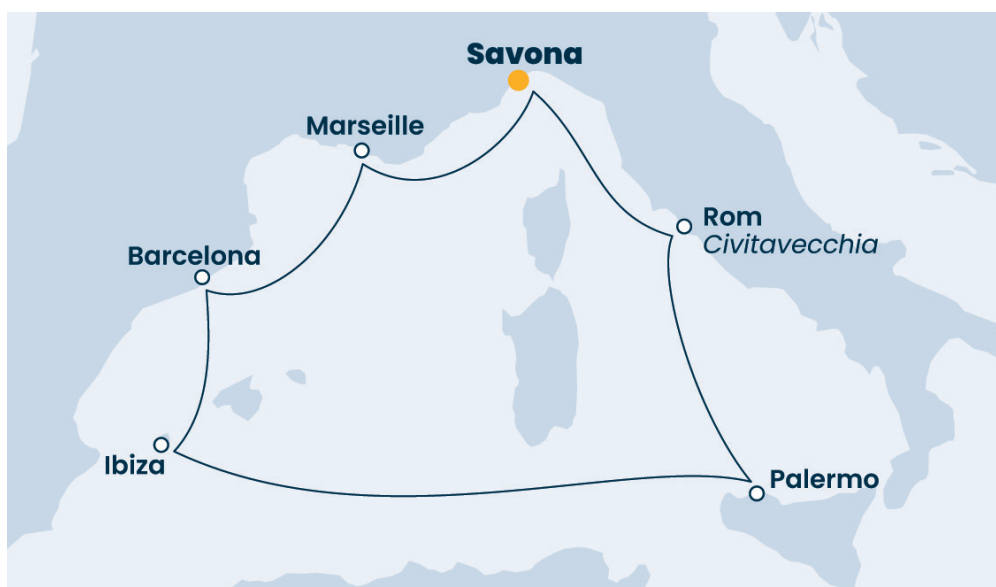 Savona
Marseille
Rom
Civitavecchia
Barcelona
Ibiza
Palermo